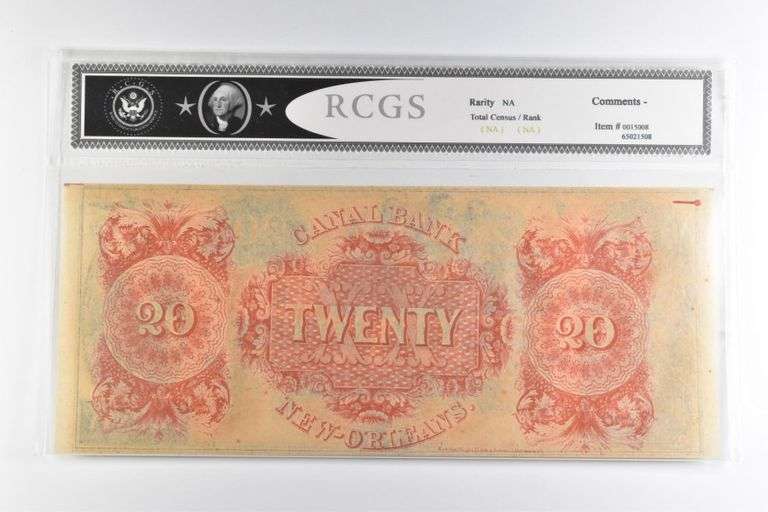 RCGS
RCGS
Rarity NA
Total Census / Rank
( NA ) ( NA )
Comments -
Item # 0015008
65021508
CANAL BANK
20
TWENTY
20
NEW-ORLEANS.